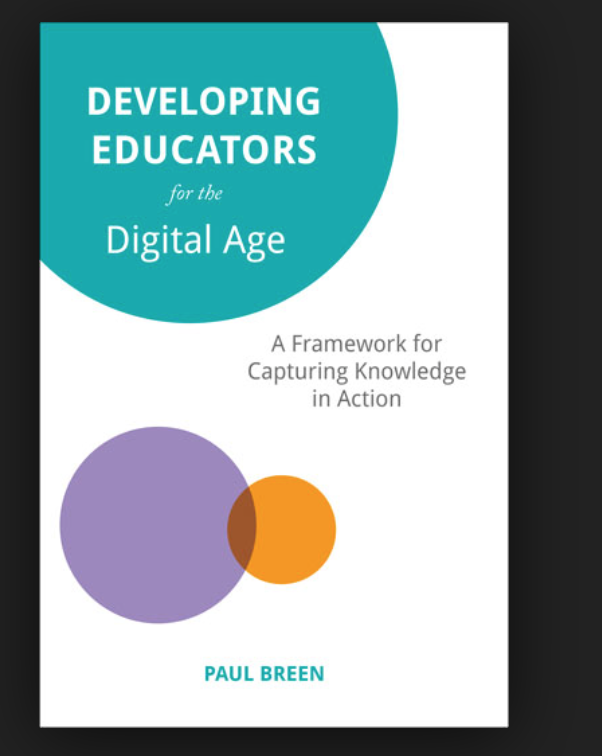 DEVELOPING
EDUCATORS
for the
Digital Age
A Framework for
Capturing Knowledge
in Action
PAUL BREEN